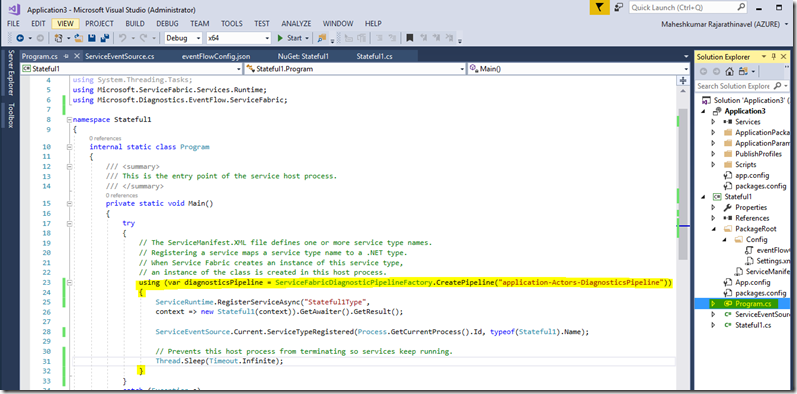 Application3 - Microsoft Visual Studio (Administrator)
Quick Launch (Ctrl+Q)
FILE EDIT VIEW PROJECT BUILD DEBUG TEAM TOOLS TEST ANALYZE WINDOW HELP
Maheshkumar Rajarathinavel (AZURE)
Debug x64 Start
Server Explorer
Toolbox
Program.cs ServiceEventSource.cs eventFlowConfig.json NuGet: Stateful1 Stateful1.cs
Stateful1 Stateful1.Program Main()
4 using System.Threading.Tasks;
5 using Microsoft.ServiceFabric.Services.Runtime;
6 using Microsoft.Diagnostics.EventFlow.ServiceFabric;
7
8 namespace Stateful1
9 {
0 references
10 internal static class Program
11 {
12 /// <summary>
13 /// This is the entry point of the service host process.
14 /// </summary>
0 references
15 private static void Main()
16 {
17 try
18 {
19 // The ServiceManifest.XML file defines one or more service type names.
20 // Registering a service maps a service type name to a .NET type.
21 // When Service Fabric creates an instance of this service type,
22 // an instance of the class is created in this host process.
23 using (var diagnosticsPipeline = ServiceFabricDiagnosticPipelineFactory.CreatePipeline("application-Actors-DiagnosticsPipeline"))
24 {
25 ServiceRuntime.RegisterServiceAsync("Stateful1Type",
26 context => new Stateful1(context)).GetAwaiter().GetResult();
27
28 ServiceEventSource.Current.ServiceTypeRegistered(Process.GetCurrentProcess().Id, typeof(Stateful1).Name);
29
30 // Prevents this host process from terminating so services keep running.
31 Thread.Sleep(Timeout.Infinite);
32 }
33 }
Solution Explorer
Search Solution Explorer
Solution 'Application3'
Application3
Services
ApplicationPacka
ApplicationParam
PublishProfiles
Scripts
app.config
packages.config
Stateful1
Properties
References
PackageRoot
Config
eventFlowC
Settings.xm
ServiceManife
App.config
packages.config
Program.cs
ServiceEventSour
Stateful1.cs